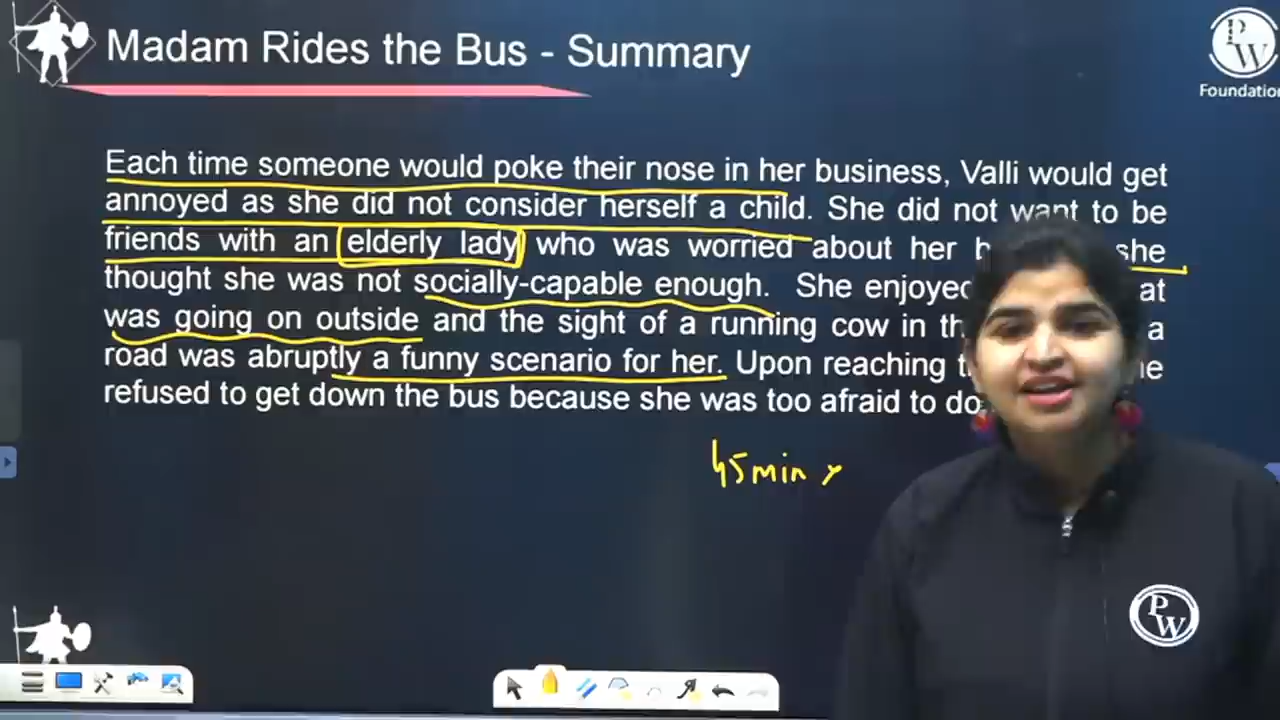 Madam Rides the Bus - Summary
PW
Foundation
Each time someone would poke their nose in her business, Valli would get
annoyed as she did not consider herself a child. She did not want to be
friends with an elderly lady who was worried about her she
thought she was not socially-capable enough. She enjoyed at
was going on outside and the sight of a running cow in a
road was abruptly a funny scenario for her. Upon reaching
refused to get down the bus because she was too afraid to do
45min
PW